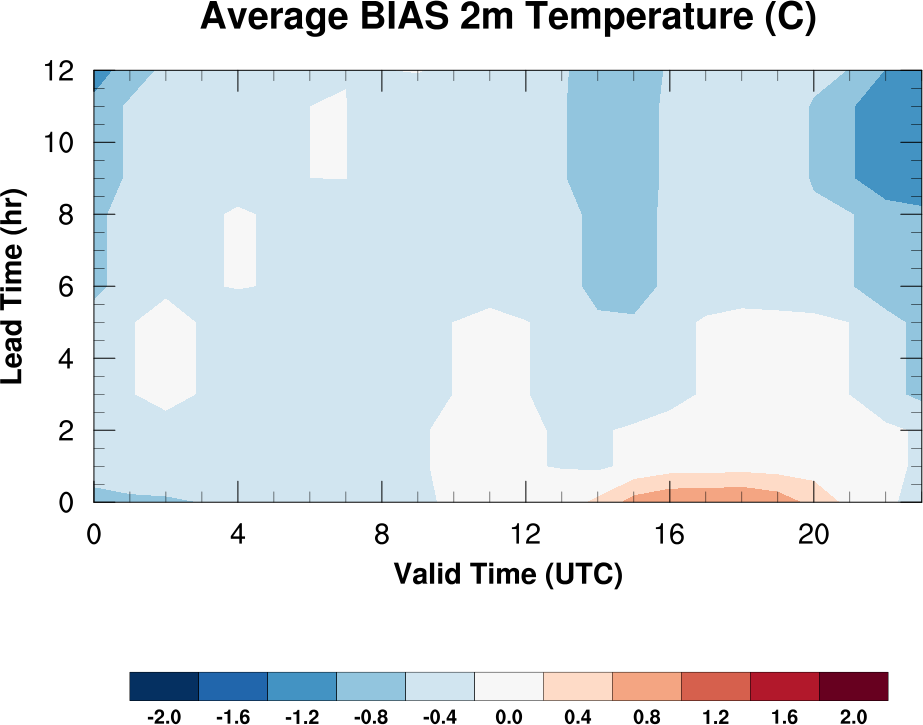 Average BIAS 2m Temperature (C)
12
10
8
6
4
2
0
Lead Time (hr)
0 4 8 12 16 20
Valid Time (UTC)
-2.0 -1.6 -1.2 -0.8 -0.4 0.0 0.4 0.8 1.2 1.6 2.0